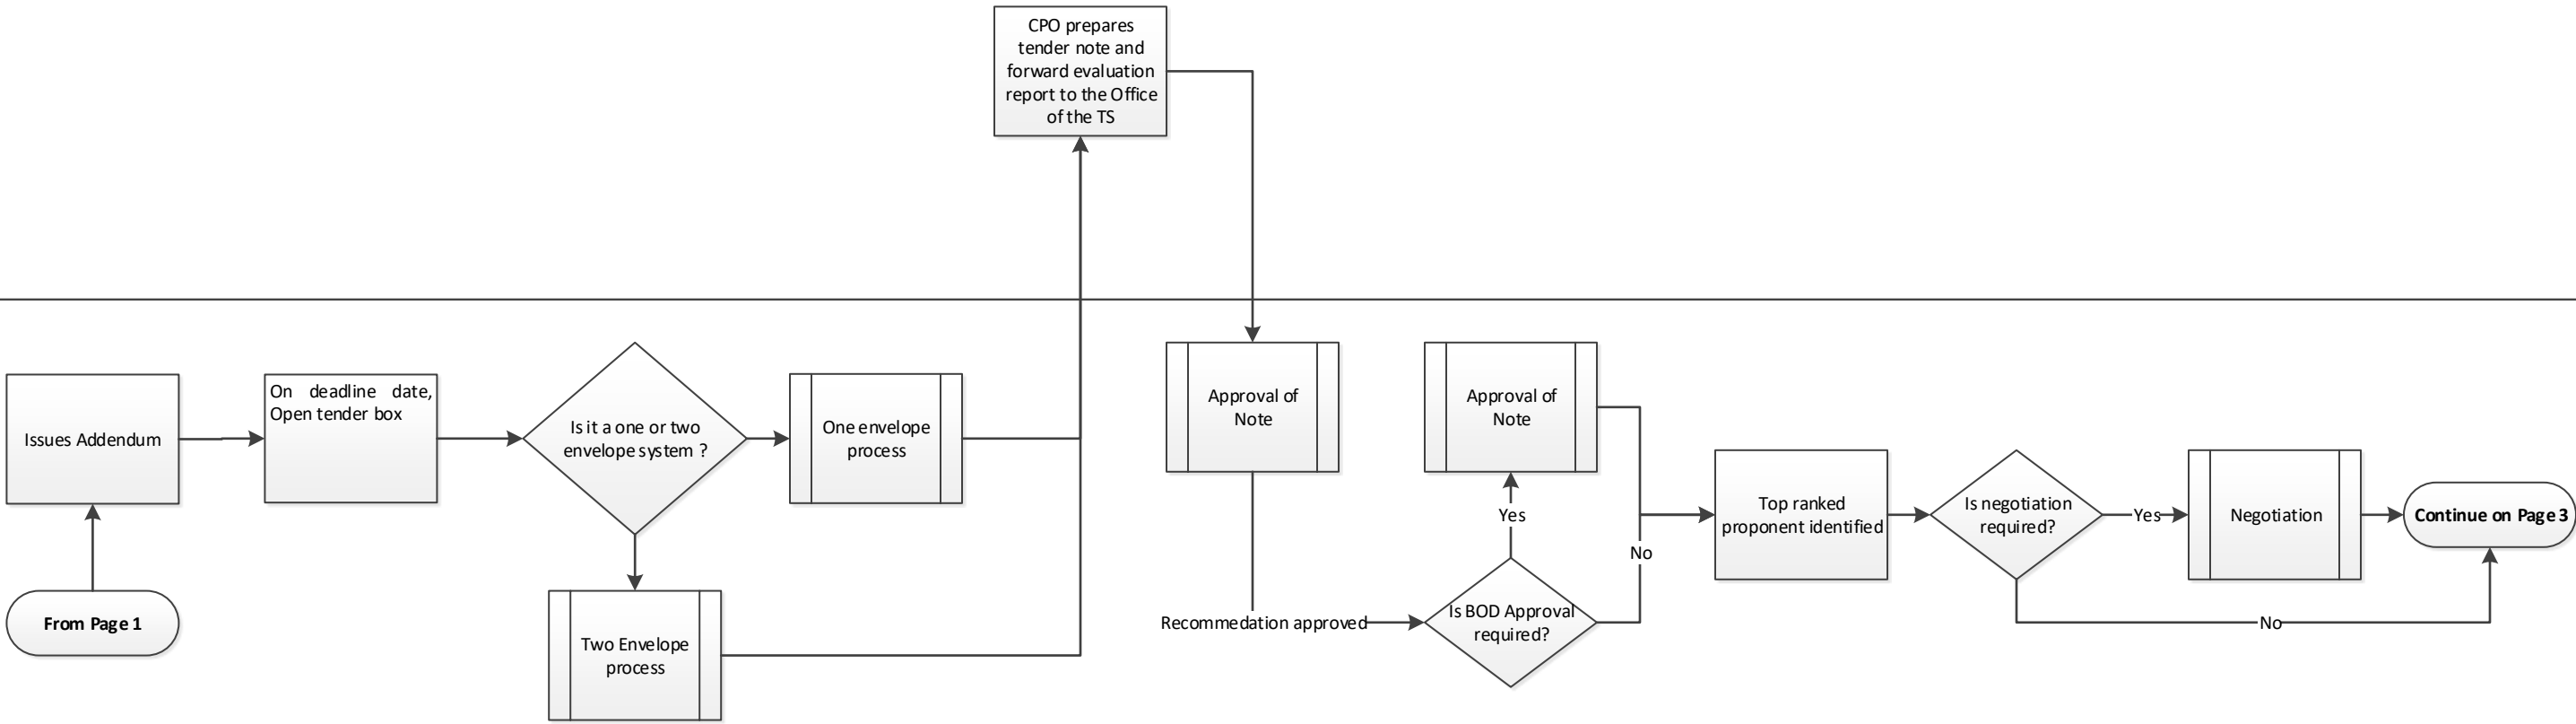 CPO prepares
tender note and
forward evaluation
report to the Office
of the TS
Issues Addendum
From Page 1
On deadline date,
Open tender box
Is it a one or two
envelope system ?
One envelope
process
Two Envelope
process
Approval of
Note
Recommedation approved
Is BOD Approval
required?
Yes
Approval of
Note
No
Top ranked
proponent identified
Is negotiation
required?
Yes
Negotiation
No
Continue on Page 3